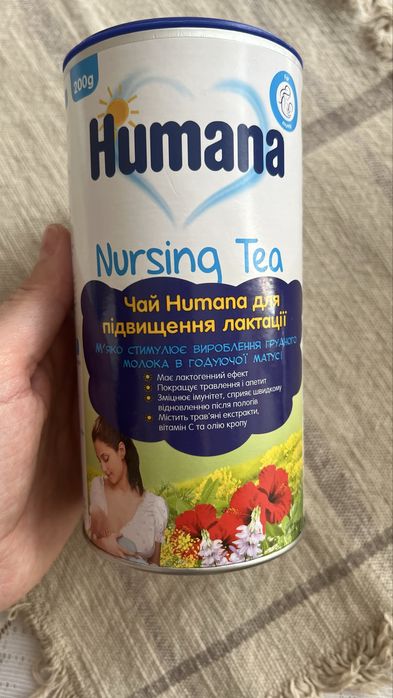 200g
Humana
Nursing Tea
Чай Humana для
підвищення лактації
М'яко стимулює вироблення грудного
молока в годуючої матусі
Має лактогенний ефект
Покращує травлення і апетит
Зміцнює імунітет, сприяє швидкому
відновленню після пологів
Містить трав'яні екстракти,
вітамін С та олію кропу